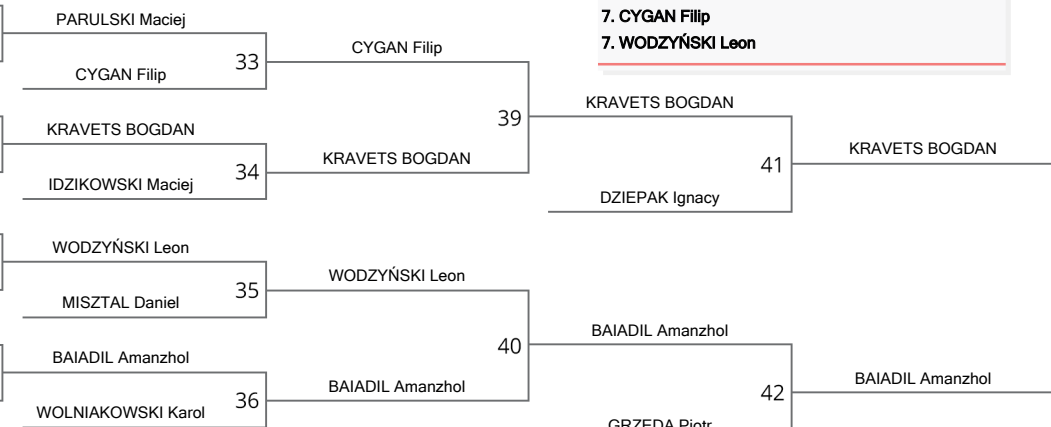 7. CYGAN Filip
7. WODZYŃSKI Leon
PARULSKI Maciej
33
CYGAN Filip
CYGAN Filip
39
KRAVETS BOGDAN
34
IDZIKOWSKI Maciej
KRAVETS BOGDAN
KRAVETS BOGDAN
41
DZIEPAK Ignacy
KRAVETS BOGDAN
WODZYŃSKI Leon
35
MISZTAL Daniel
WODZYŃSKI Leon
40
BAIADIL Amanzhol
36
WOLNIAKOWSKI Karol
BAIADIL Amanzhol
BAIADIL Amanzhol
42
GRZEDA Piotr
BAIADIL Amanzhol